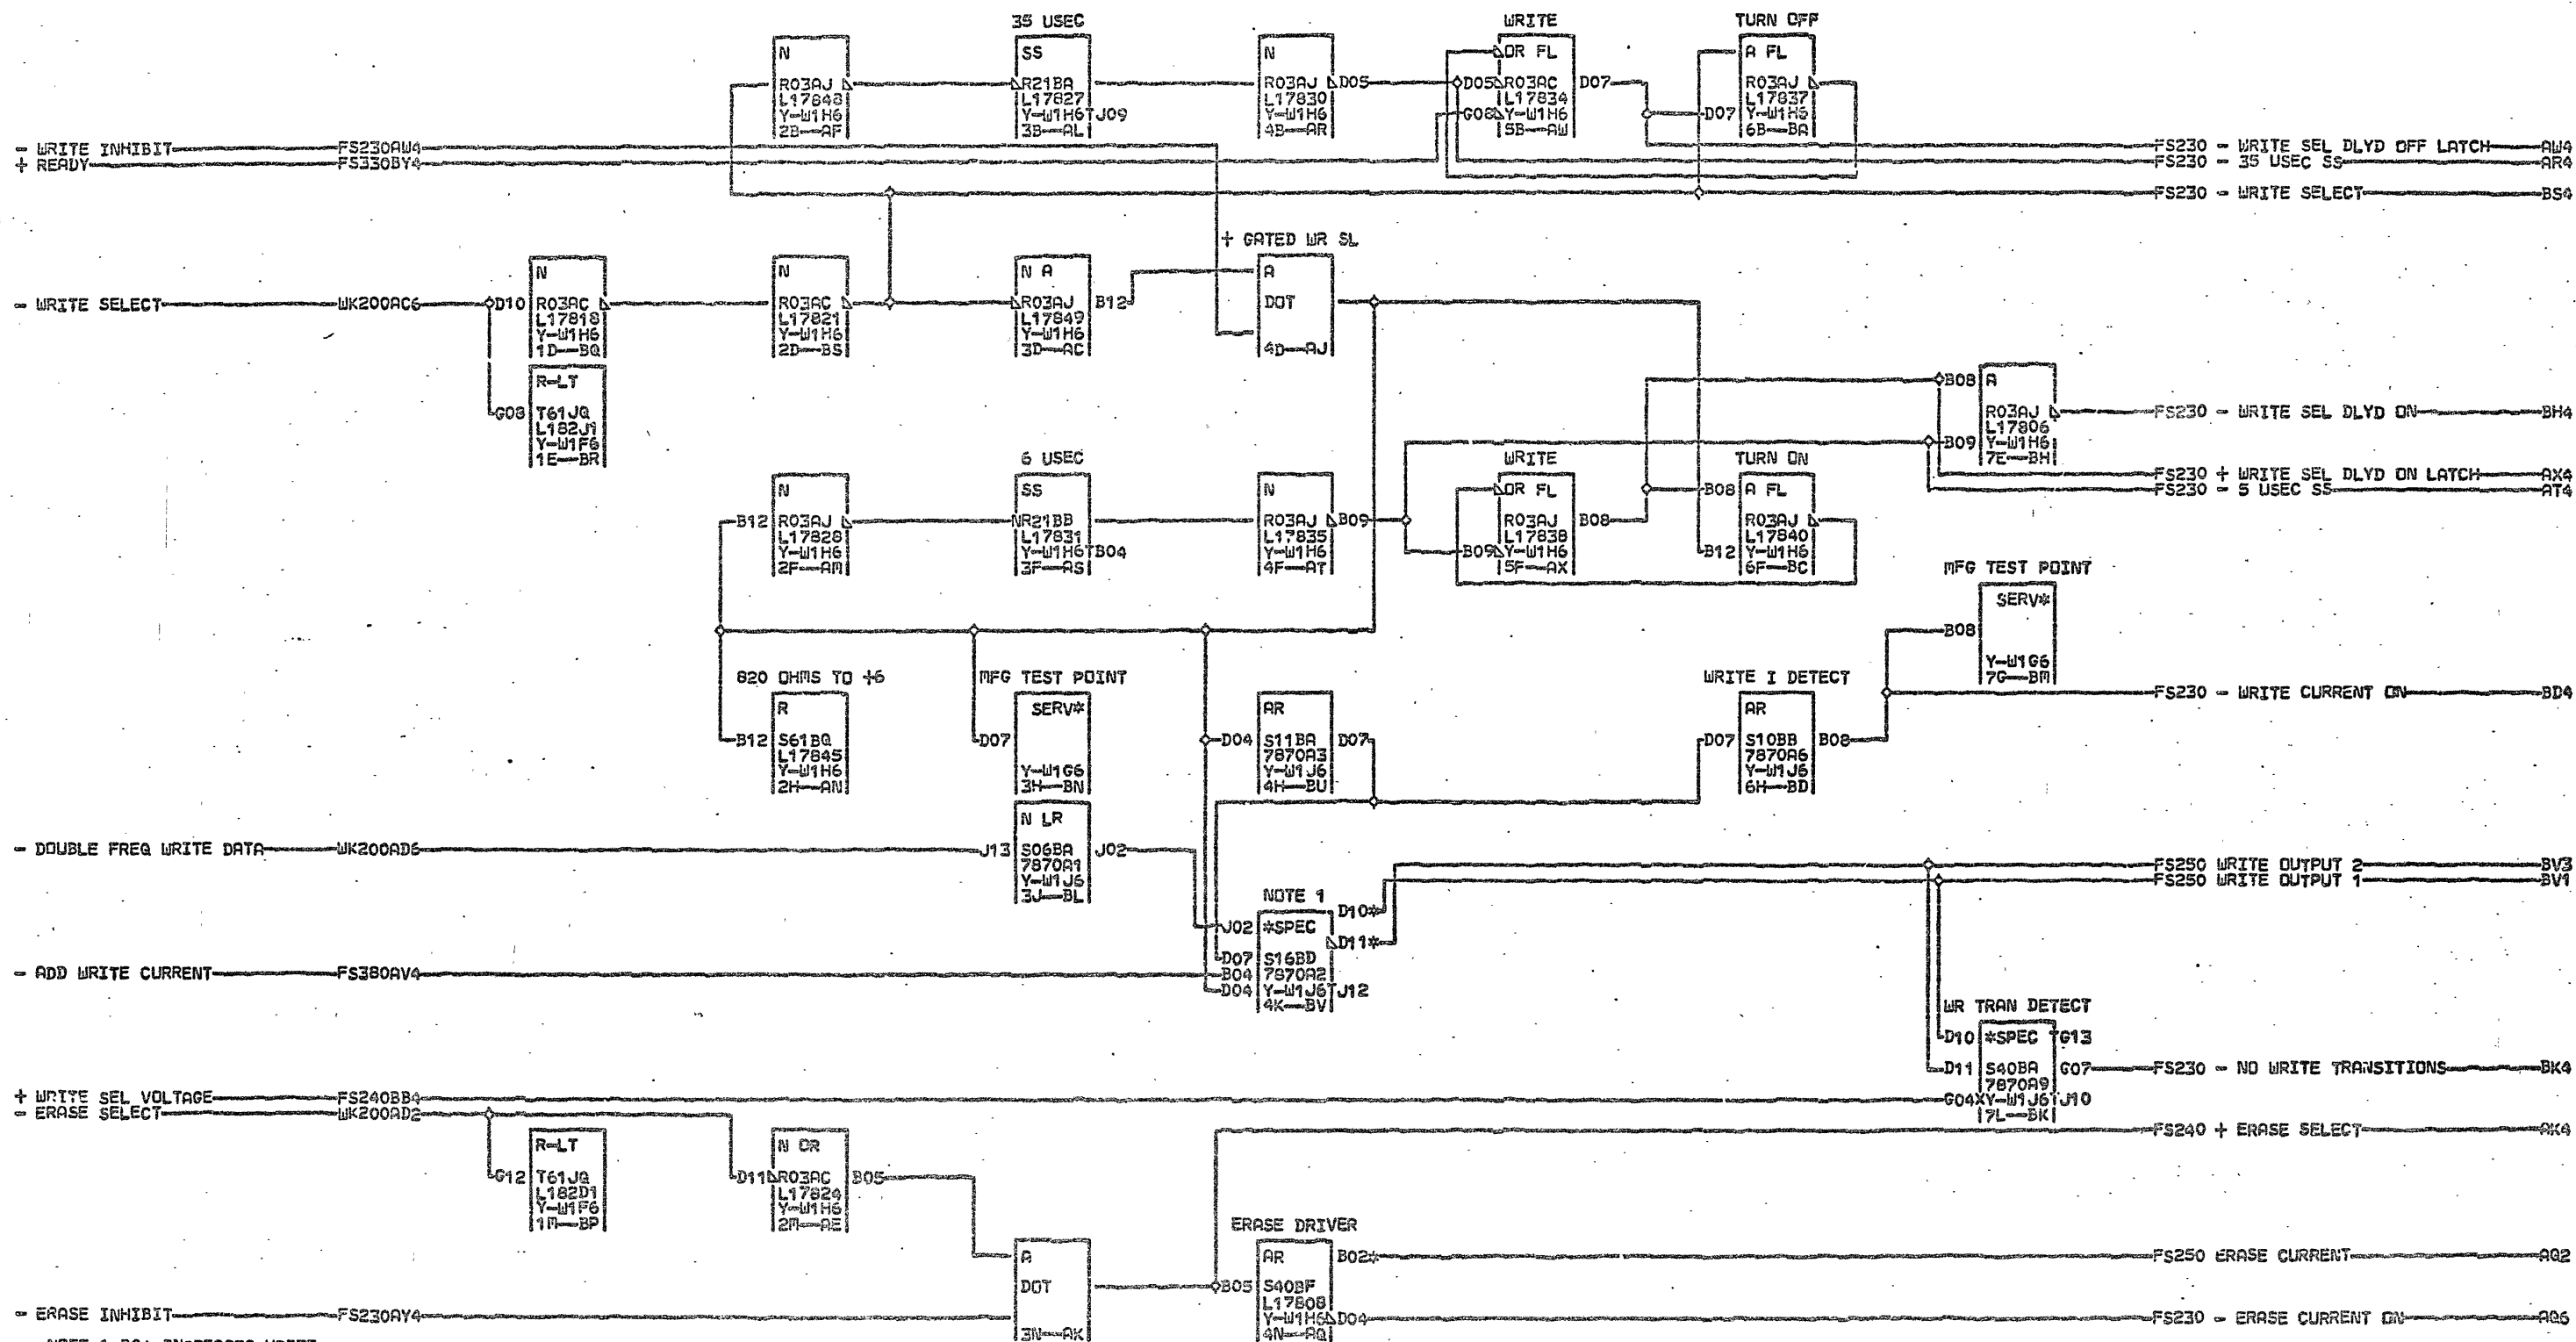 35 USEC
WRITE
TURN OFF
N
R03AJ
L17848
Y-W1H6
2B-AF
SS
R21BA
L17827
Y-W1H6TJ09
3B-AL
N
R03AJ D05
L17830
Y-W1H6
4B-AR
OR FL
D05 R03AC D07
L17834
G08 Y-W1H6
5B-AW
A FL
R03AJ
L17837
D07 Y-W1H6
6B-BA
- WRITE INHIBIT FS230AW4
+ READY FS330BY4
FS230 - WRITE SEL DLYD OFF LATCH AW4
FS230 - 35 USEC SS AR4
FS230 - WRITE SELECT BS4
+ GATED WR SL
- WRITE SELECT WK200AC6
N
D10 R03AC
L17818
Y-W1H6
1D-BQ
N
R03AC
L17821
Y-W1H6
2D-BS
N A
R03AJ B12
L17849
Y-W1H6
3D-AC
A
DOT
4D-AJ
R-LT
G08 T61JQ
L182J1
Y-W1F6
1E-BR
B08 A
R03AJ
L17806
B09 Y-W1H6
7E-BH
FS230 - WRITE SEL DLYD ON BH4
FS230 + WRITE SEL DLYD ON LATCH AX4
FS230 - 5 USEC SS AT4
6 USEC
WRITE
TURN ON
N
B12 R03AJ
L17828
Y-W1H6
2F-AM
SS
NR21BB
L17831
Y-W1H6TB04
3F-AS
N
R03AJ B09
L17835
Y-W1H6
4F-AT
OR FL
R03AJ B08
L17838
B09 Y-W1H6
5F-AX
B08 A FL
R03AJ
L17840
B12 Y-W1H6
6F-BC
MFG TEST POINT
SERV*
B08
Y-W1G6
7G-BM
820 OHMS TO +6
MFG TEST POINT
WRITE I DETECT
FS230 - WRITE CURRENT ON BD4
R
B12 S61BQ
L17845
Y-W1H6
2H-AN
SERV*
D07
Y-W1G6
3H-BN
AR
D04 S11BA D07
7870A3
Y-W1J6
4H-BU
AR
D07 S10BB B08
7870A6
Y-W1J6
6H-BD
- DOUBLE FREQ WRITE DATA WK200AD6
N LR
J13 S06BA J02
7870A1
Y-W1J6
3J-BL
FS250 WRITE OUTPUT 2 BV3
FS250 WRITE OUTPUT 1 BV1
NOTE 1
D10*
J02 *SPEC
D11*
D07 S16BD
B04 7870A2
D04 Y-W1J6TJ12
4K-BV
- ADD WRITE CURRENT FS380AV4
WR TRAN DETECT
D10 *SPEC TG13
D11 S40BA G07
7870A9
G04XY-W1J6TJ10
7L-BK
FS230 - NO WRITE TRANSITIONS BK4
+ WRITE SEL VOLTAGE FS240BB4
- ERASE SELECT WK200AD2
FS240 + ERASE SELECT AK4
R-LT
G12 T61JQ
L182D1
Y-W1F6
1M-BP
N OR
D11 R03AC B05
L17824
Y-W1H6
2M-AE
ERASE DRIVER
A
DOT
3N-AK
AR B02*
B05 S40BF
L17808
Y-W1H6 D04
4N-AQ
FS250 ERASE CURRENT AQ2
- ERASE INHIBIT FS230AY4
FS230 - ERASE CURRENT ON AQ6